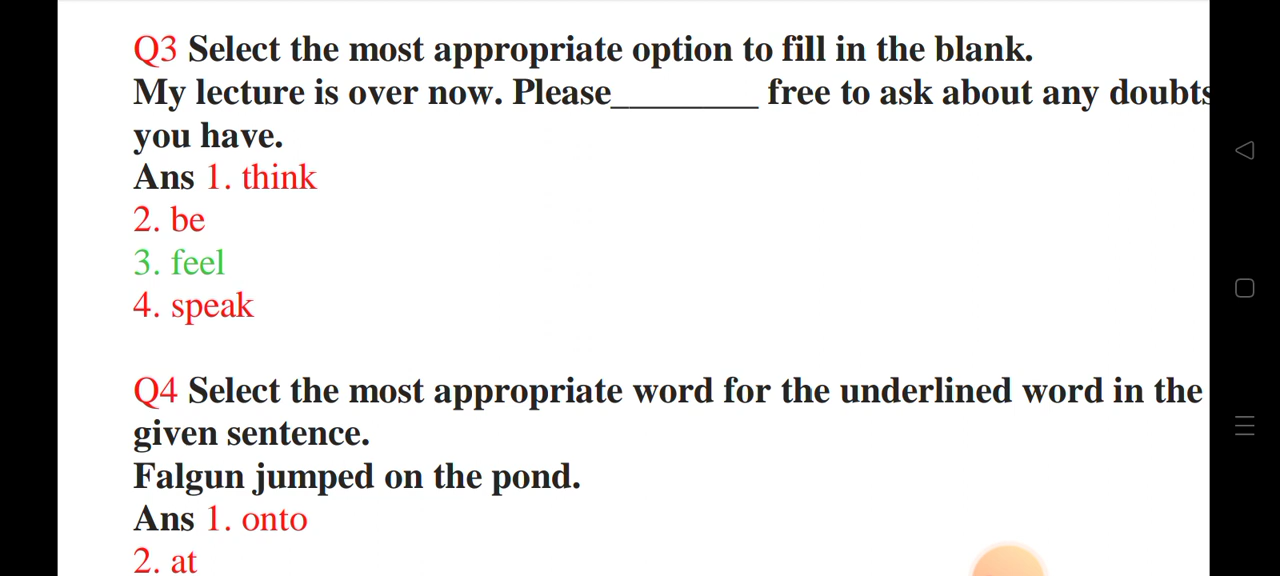 Q3 Select the most appropriate option to fill in the blank.
My lecture is over now. Please________ free to ask about any doubts
you have.
Ans 1. think
2. be
3. feel
4. speak
Q4 Select the most appropriate word for the underlined word in the
given sentence.
Falgun jumped on the pond.
Ans 1. onto
2. at